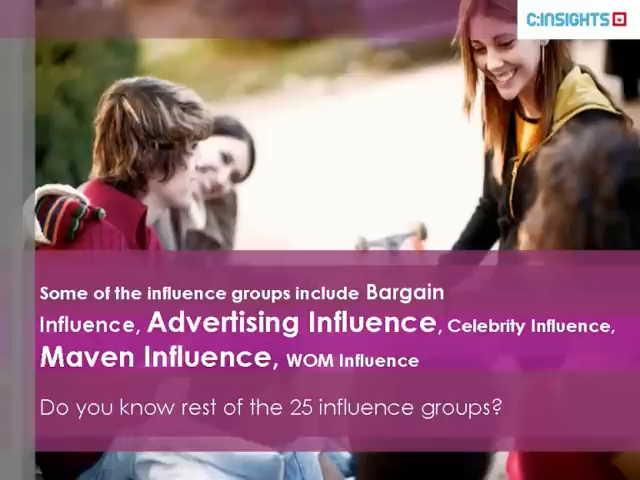 C:INSIGHTS
Some of the influence groups include Bargain
Influence, Advertising Influence, Celebrity Influence,
Maven Influence, WOM Influence
Do you know rest of the 25 influence groups?